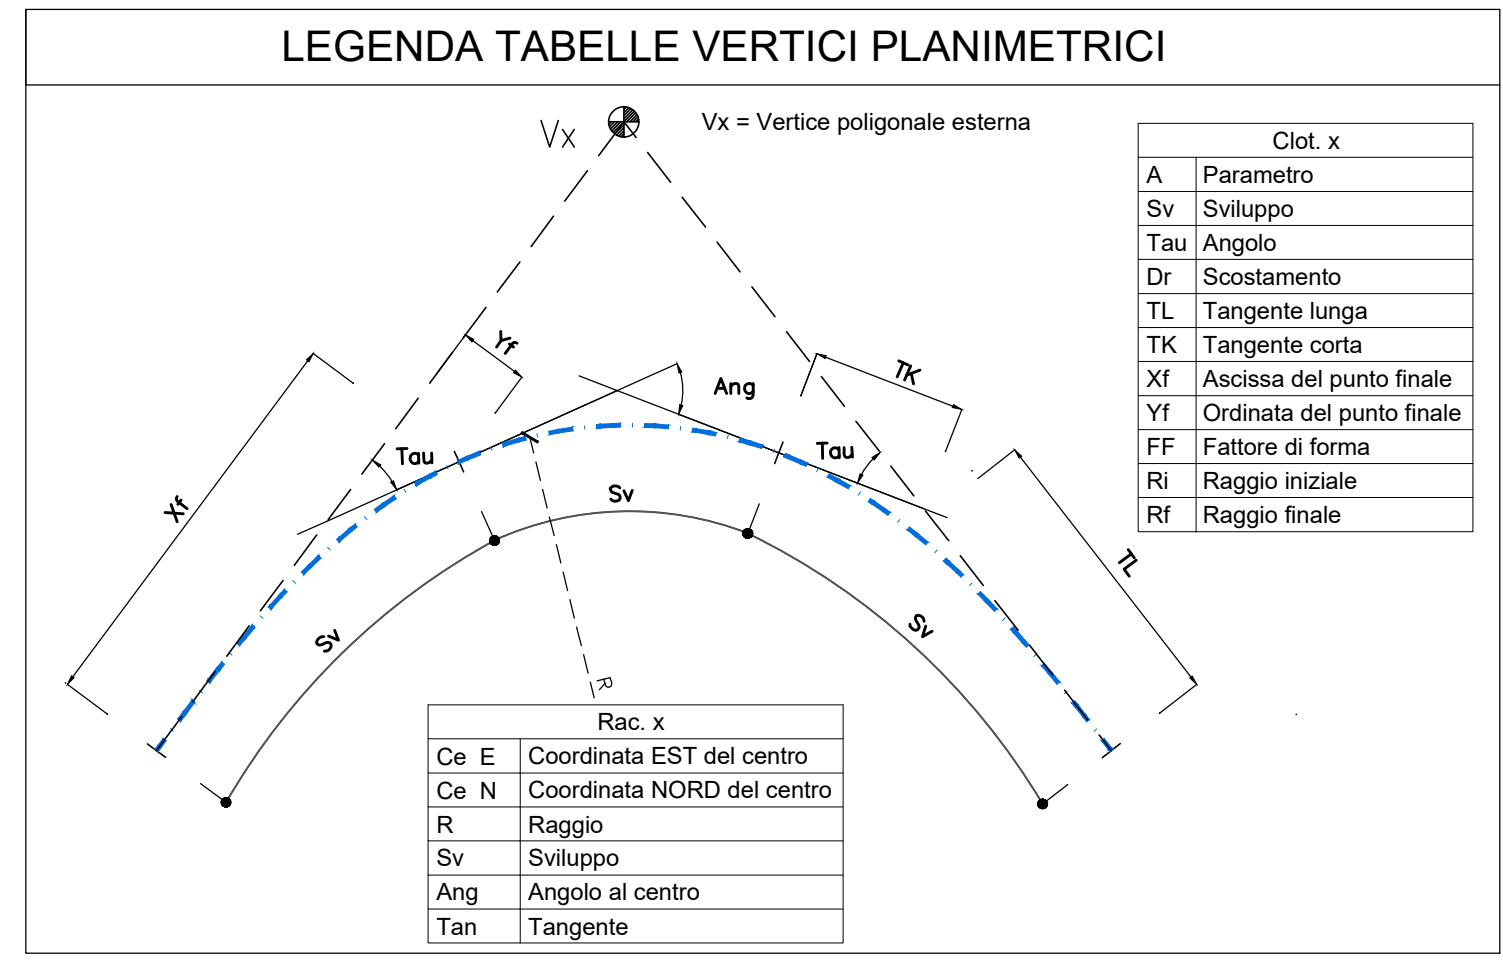 LEGENDA TABELLE VERTICI PLANIMETRICI
Vx
Vx = Vertice poligonale esterna
Clot. x
A Parametro
Sv Sviluppo
Tau Angolo
Dr Scostamento
TL Tangente lunga
TK Tangente corta
Xf Ascissa del punto finale
Yf Ordinata del punto finale
FF Fattore di forma
Ri Raggio iniziale
Rf Raggio finale
Yf
TK
Ang
Tau
Tau
Xf
Sv
TL
Sv
Sv
R
Rac. x
Ce E Coordinata EST del centro
Ce N Coordinata NORD del centro
R Raggio
Sv Sviluppo
Ang Angolo al centro
Tan Tangente